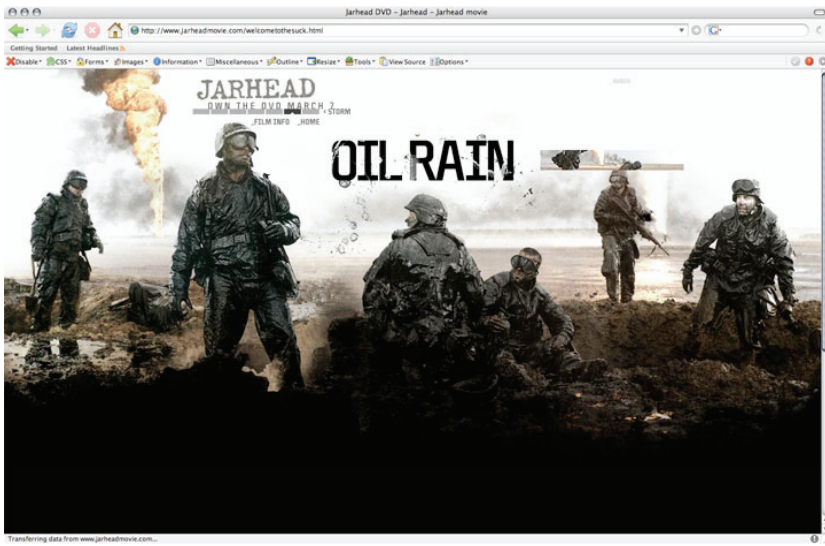 Jarhead DVD – Jarhead – Jarhead movie
http://www.jarheadmovie.com/welcometothesuck.html
G
Getting Started Latest Headlines
Disable CSS Forms Images Information Miscellaneous Outline Resize Tools View Source Options
JARHEAD
OWN THE DVD MARCH 7
STORM
FILM INFO _HOME
OIL RAIN
Transferring data from www.jarheadmovie.com...